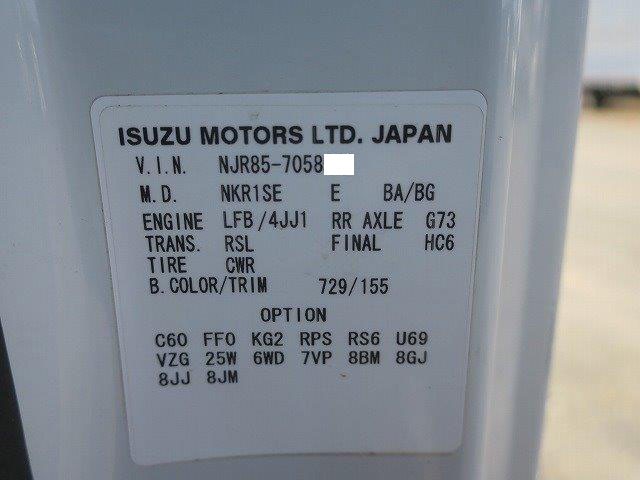 ISUZU MOTORS LTD. JAPAN
V.I.N. NJR85-7058
M.D. NKR1SE E BA/BG
ENGINE LFB/4JJ1 RR AXLE G73
TRANS. RSL FINAL HC6
TIRE CWR
B.COLOR/TRIM 729/155
OPTION
C60 FF0 KG2 RPS RS6 U69
VZG 25W 6WD 7VP 8BM 8GJ
8JJ 8JM